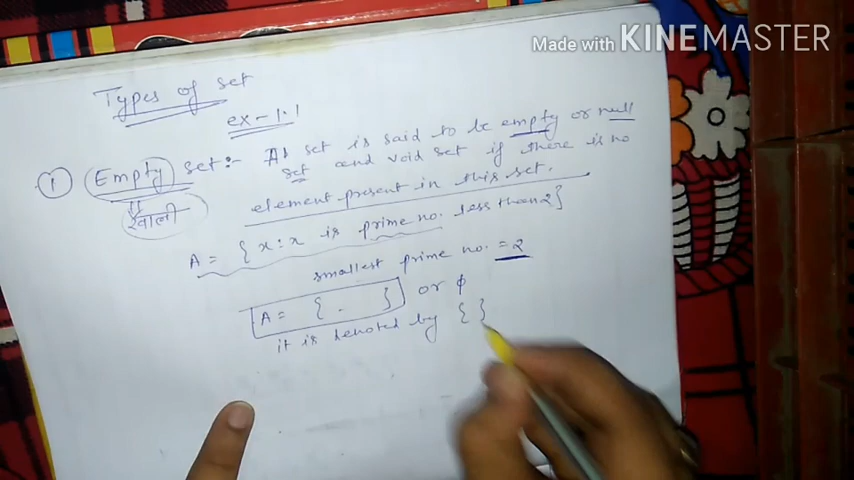 Made with KINEMASTER
Types of set
ex-1.1
① Empty set:- A set is said to be empty or null
set and void set if there is no
element present in this set.
खाली
A = { x : x is prime no. less than 2 }
smallest prime no. = 2
A = { . } or ϕ
it is denoted by { }